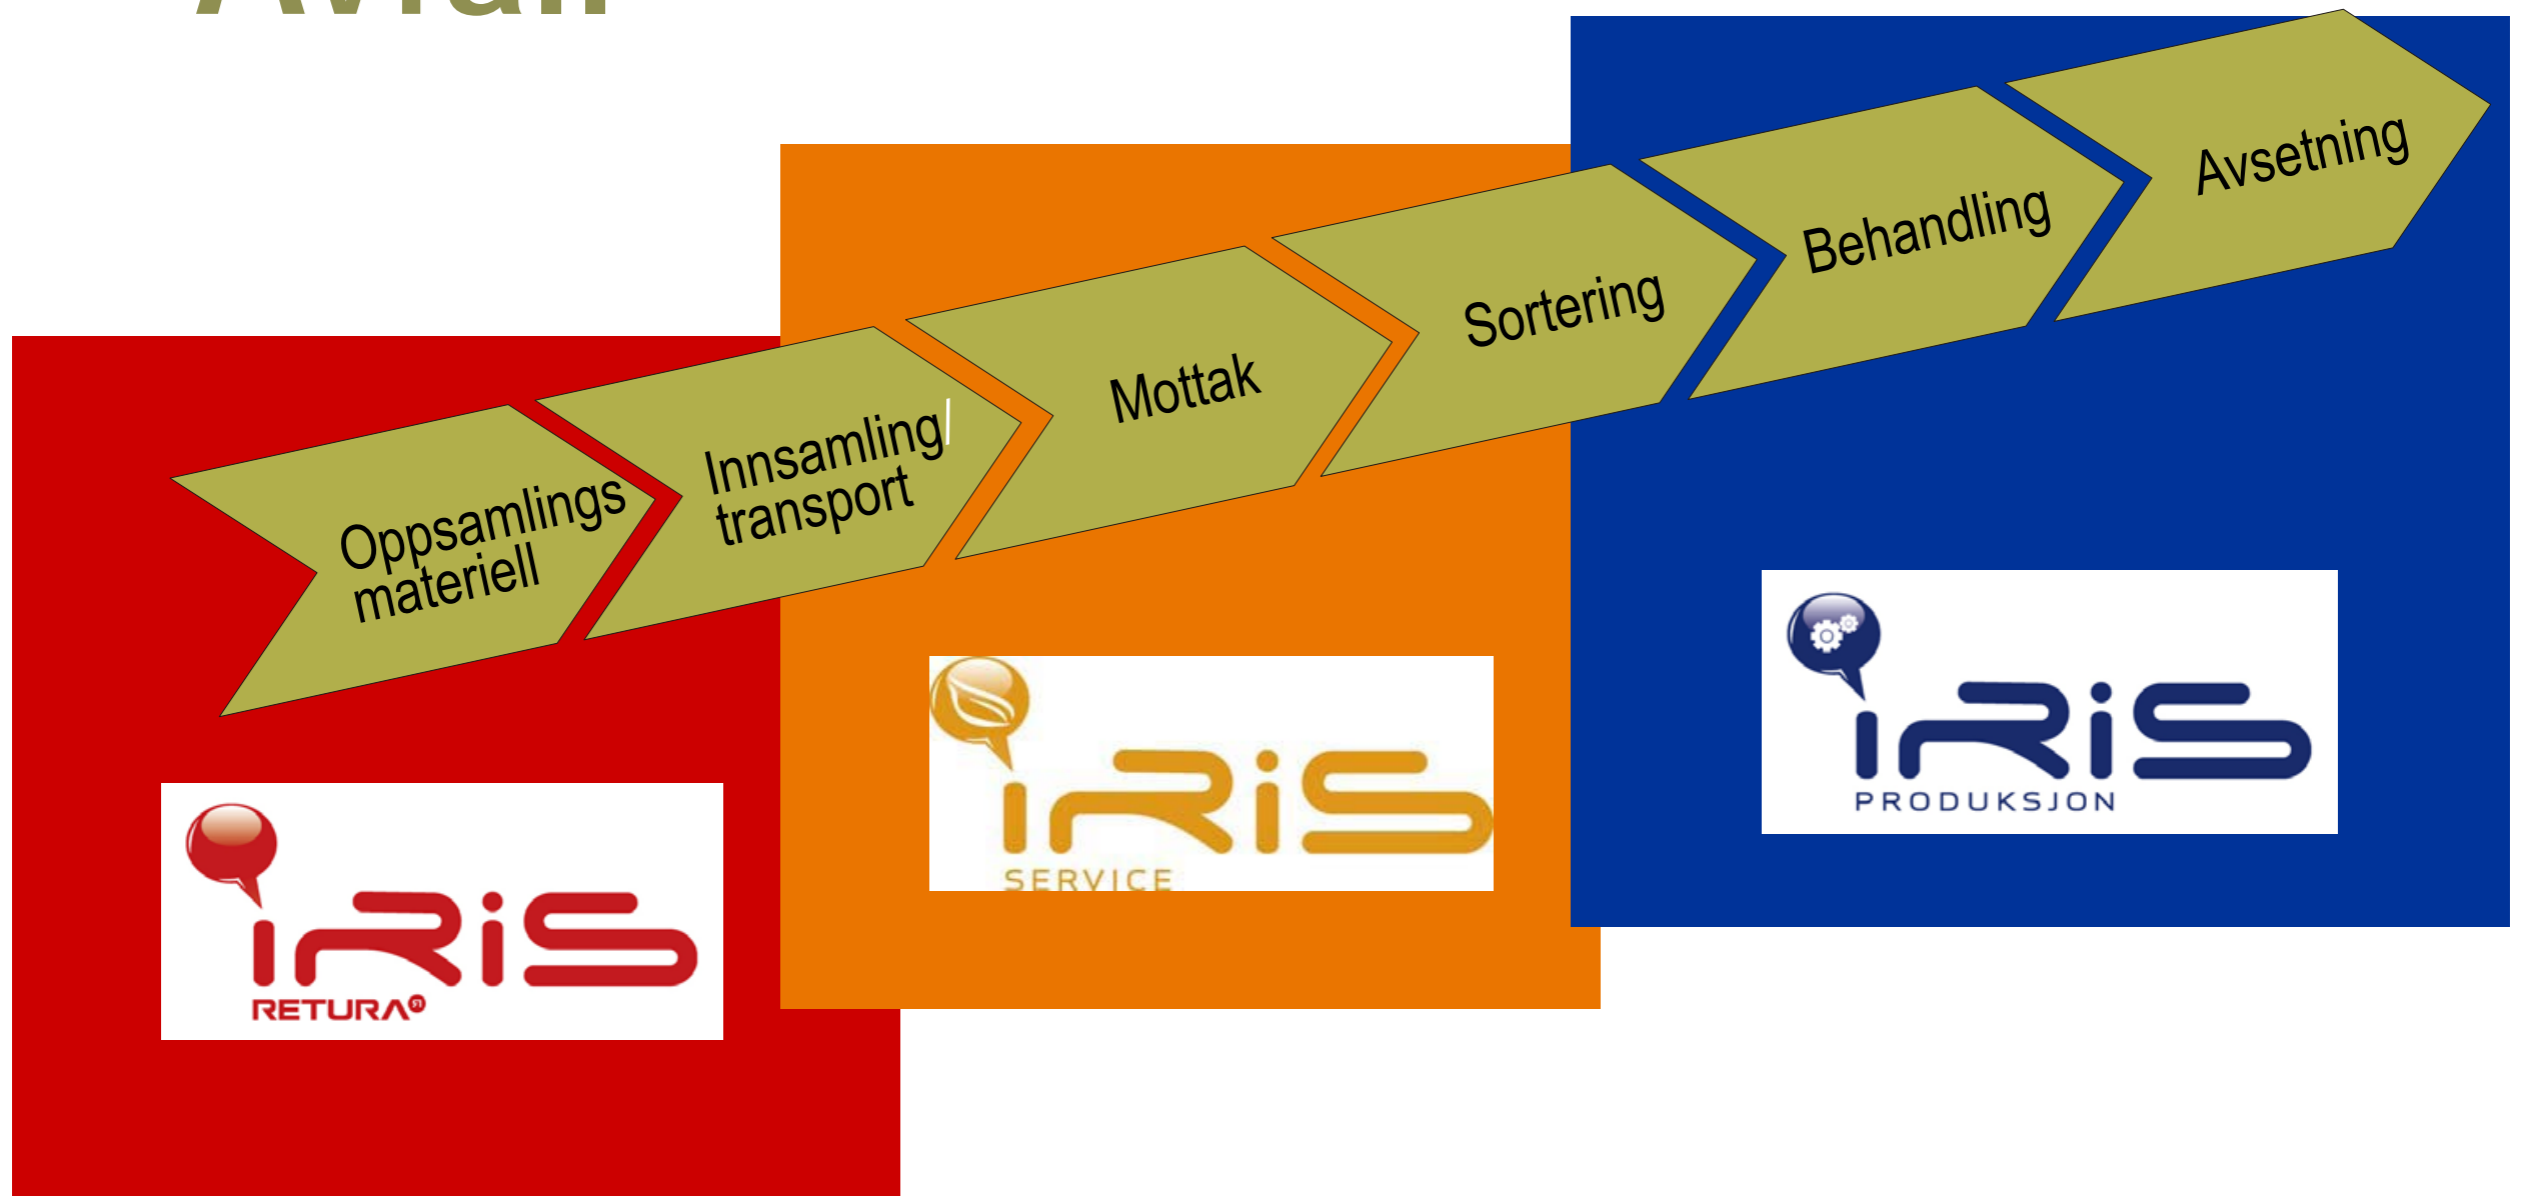 Oppsamlings
materiell
Innsamling/
transport
Mottak
Sortering
Behandling
Avsetning
iRiS
RETURA
iRiS
SERVICE
iRiS
PRODUKSJON